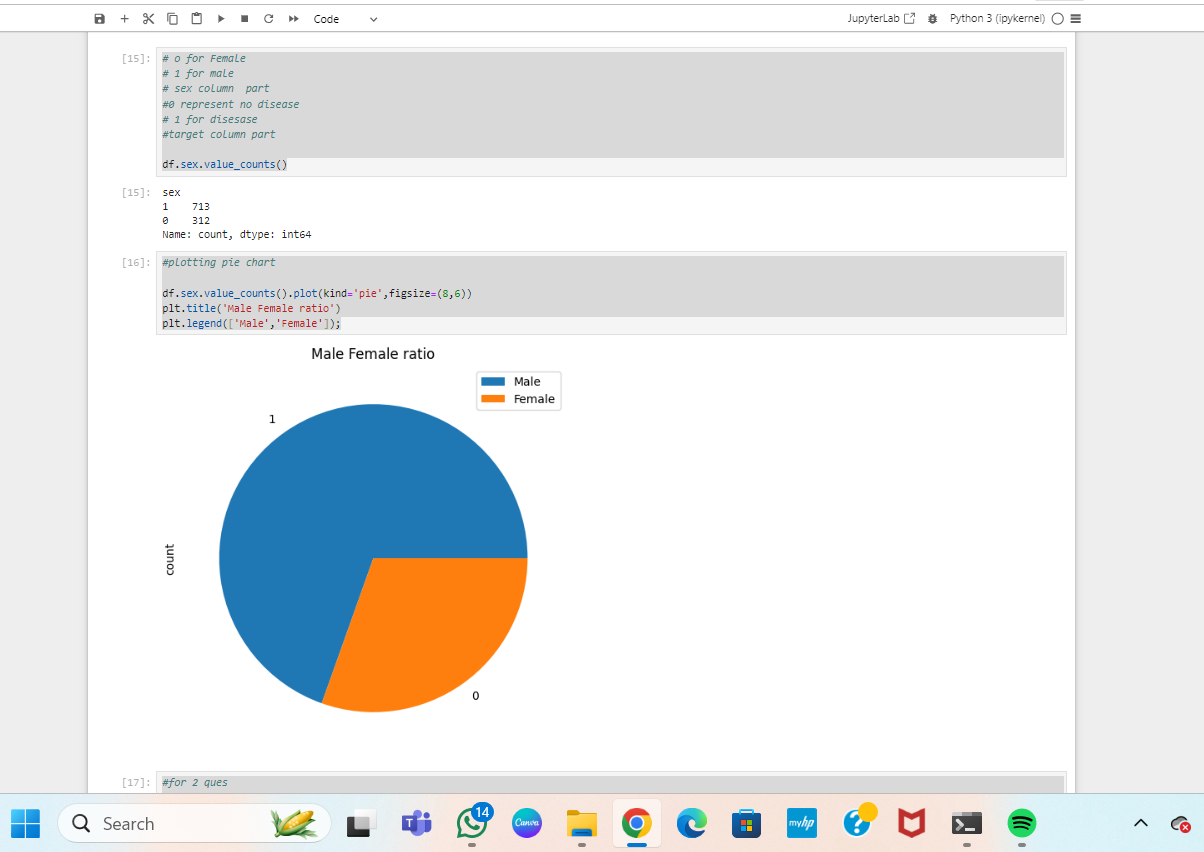 Code
JupyterLab
Python 3 (ipykernel)
[15]:
# o for Female
# 1 for male
# sex column  part
#0 represent no disease
# 1 for disesase
#target column part
df.sex.value_counts()
[15]:
sex
1    713
0    312
Name: count, dtype: int64
[16]:
#plotting pie chart
df.sex.value_counts().plot(kind='pie',figsize=(8,6))
plt.title('Male Female ratio')
plt.legend(['Male','Female']);
Male Female ratio
Male
Female
1
count
0
[17]:
#for 2 ques
Search
14
Canva
myhp